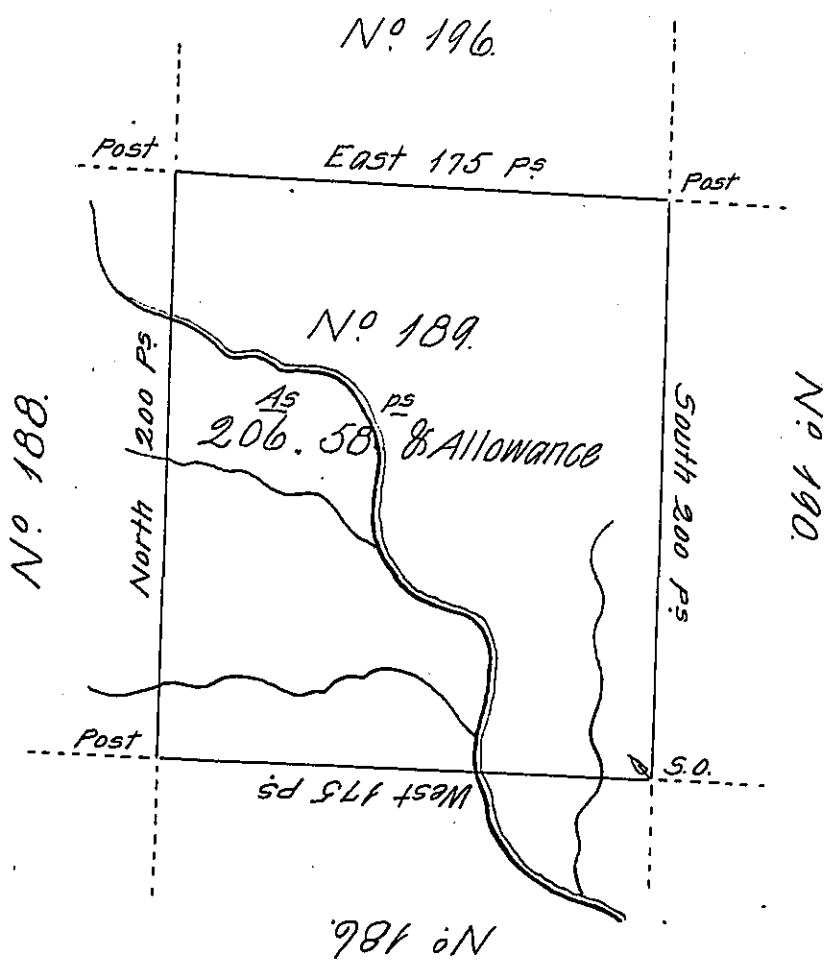 Nº 196.
Post
East 175 ps
Post
Nº 189.
As ps
206. 58. & Allowance
Nº 188.
North 200 Ps
South 200 Ps
Nº 190.
Post
West 175 ps
S.O.
Nº 186.